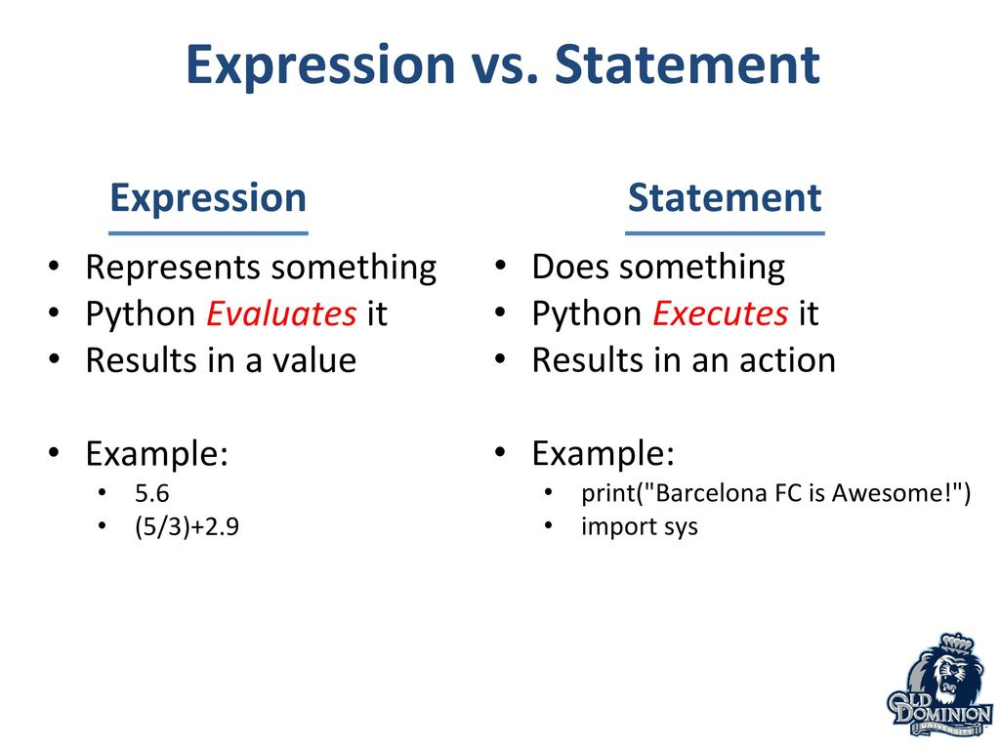 Expression vs. Statement
Expression
• Represents something
• Python Evaluates it
• Results in a value
• Example:
• 5.6
• (5/3)+2.9
Statement
• Does something
• Python Executes it
• Results in an action
• Example:
• print("Barcelona FC is Awesome!")
• import sys
OLD
DOMINION
UNIVERSITY